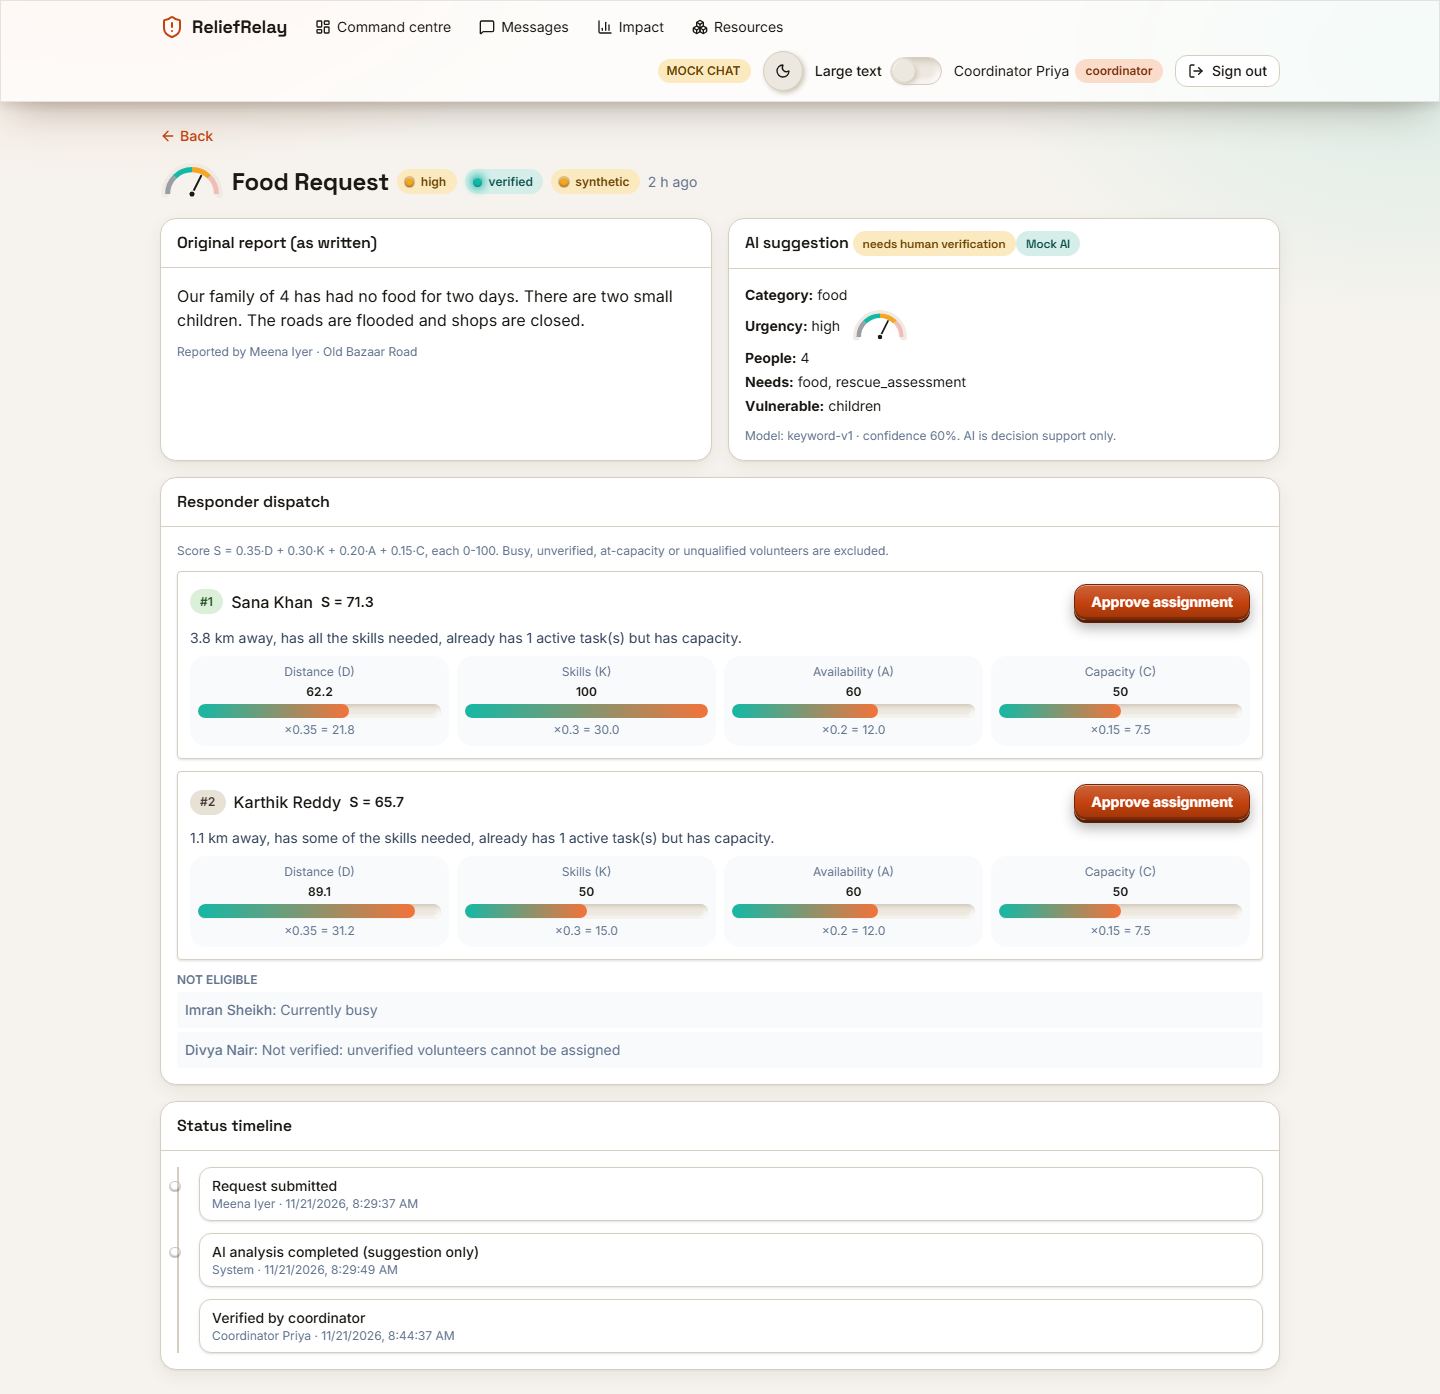 ReliefRelay Command centre Messages Impact Resources
MOCK CHAT Large text Coordinator Priya coordinator Sign out
Back
Food Request high verified synthetic 2 h ago
Original report (as written)
Our family of 4 has had no food for two days. There are two small
children. The roads are flooded and shops are closed.
Reported by Meena Iyer · Old Bazaar Road
AI suggestion needs human verification Mock AI
Category: food
Urgency: high
People: 4
Needs: food, rescue_assessment
Vulnerable: children
Model: keyword-v1 · confidence 60%. AI is decision support only.
Responder dispatch
Score S = 0.35·D + 0.30·K + 0.20·A + 0.15·C, each 0-100. Busy, unverified, at-capacity or unqualified volunteers are excluded.
#1 Sana Khan S = 71.3 Approve assignment
3.8 km away, has all the skills needed, already has 1 active task(s) but has capacity.
Distance (D) Skills (K) Availability (A) Capacity (C)
62.2 100 60 50
×0.35 = 21.8 ×0.3 = 30.0 ×0.2 = 12.0 ×0.15 = 7.5
#2 Karthik Reddy S = 65.7 Approve assignment
1.1 km away, has some of the skills needed, already has 1 active task(s) but has capacity.
Distance (D) Skills (K) Availability (A) Capacity (C)
89.1 50 60 50
×0.35 = 31.2 ×0.3 = 15.0 ×0.2 = 12.0 ×0.15 = 7.5
NOT ELIGIBLE
Imran Sheikh: Currently busy
Divya Nair: Not verified: unverified volunteers cannot be assigned
Status timeline
Request submitted
Meena Iyer · 11/21/2026, 8:29:37 AM
AI analysis completed (suggestion only)
System · 11/21/2026, 8:29:49 AM
Verified by coordinator
Coordinator Priya · 11/21/2026, 8:44:37 AM